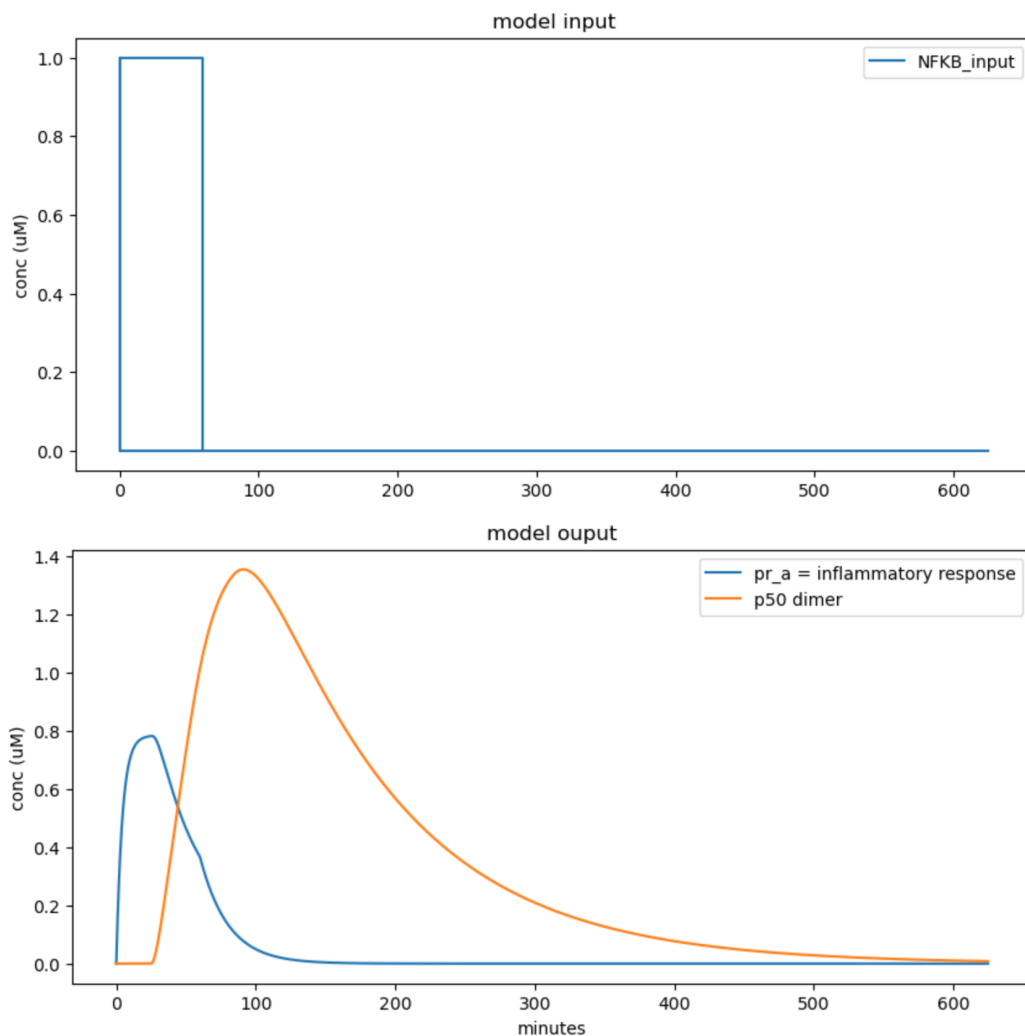 model input
NFKB_input
1.0
0.8
0.6
0.4
0.2
0.0
conc (uM)
0 100 200 300 400 500 600
model ouput
pr_a = inflammatory response
p50 dimer
1.4
1.2
1.0
0.8
0.6
0.4
0.2
0.0
conc (uM)
0 100 200 300 400 500 600
minutes